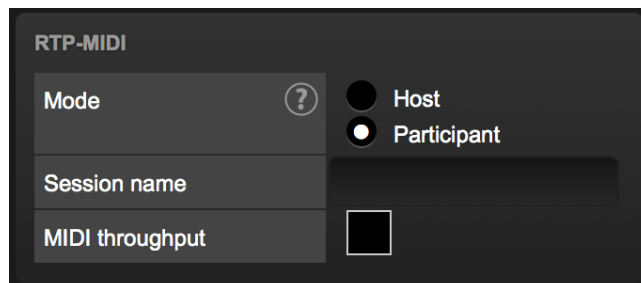 RTP-MIDI
Mode ? Host
Participant
Session name
MIDI throughput